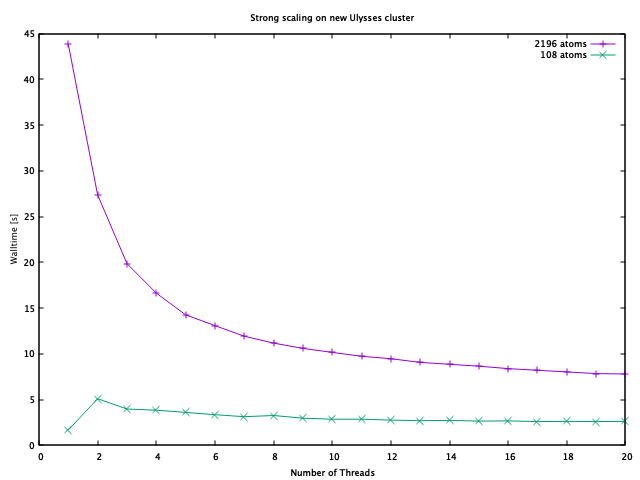 Strong scaling on new Ulysses cluster
2196 atoms
108 atoms
45
40
35
30
25
20
15
10
5
0
Walltime [s]
0 2 4 6 8 10 12 14 16 18 20
Number of Threads